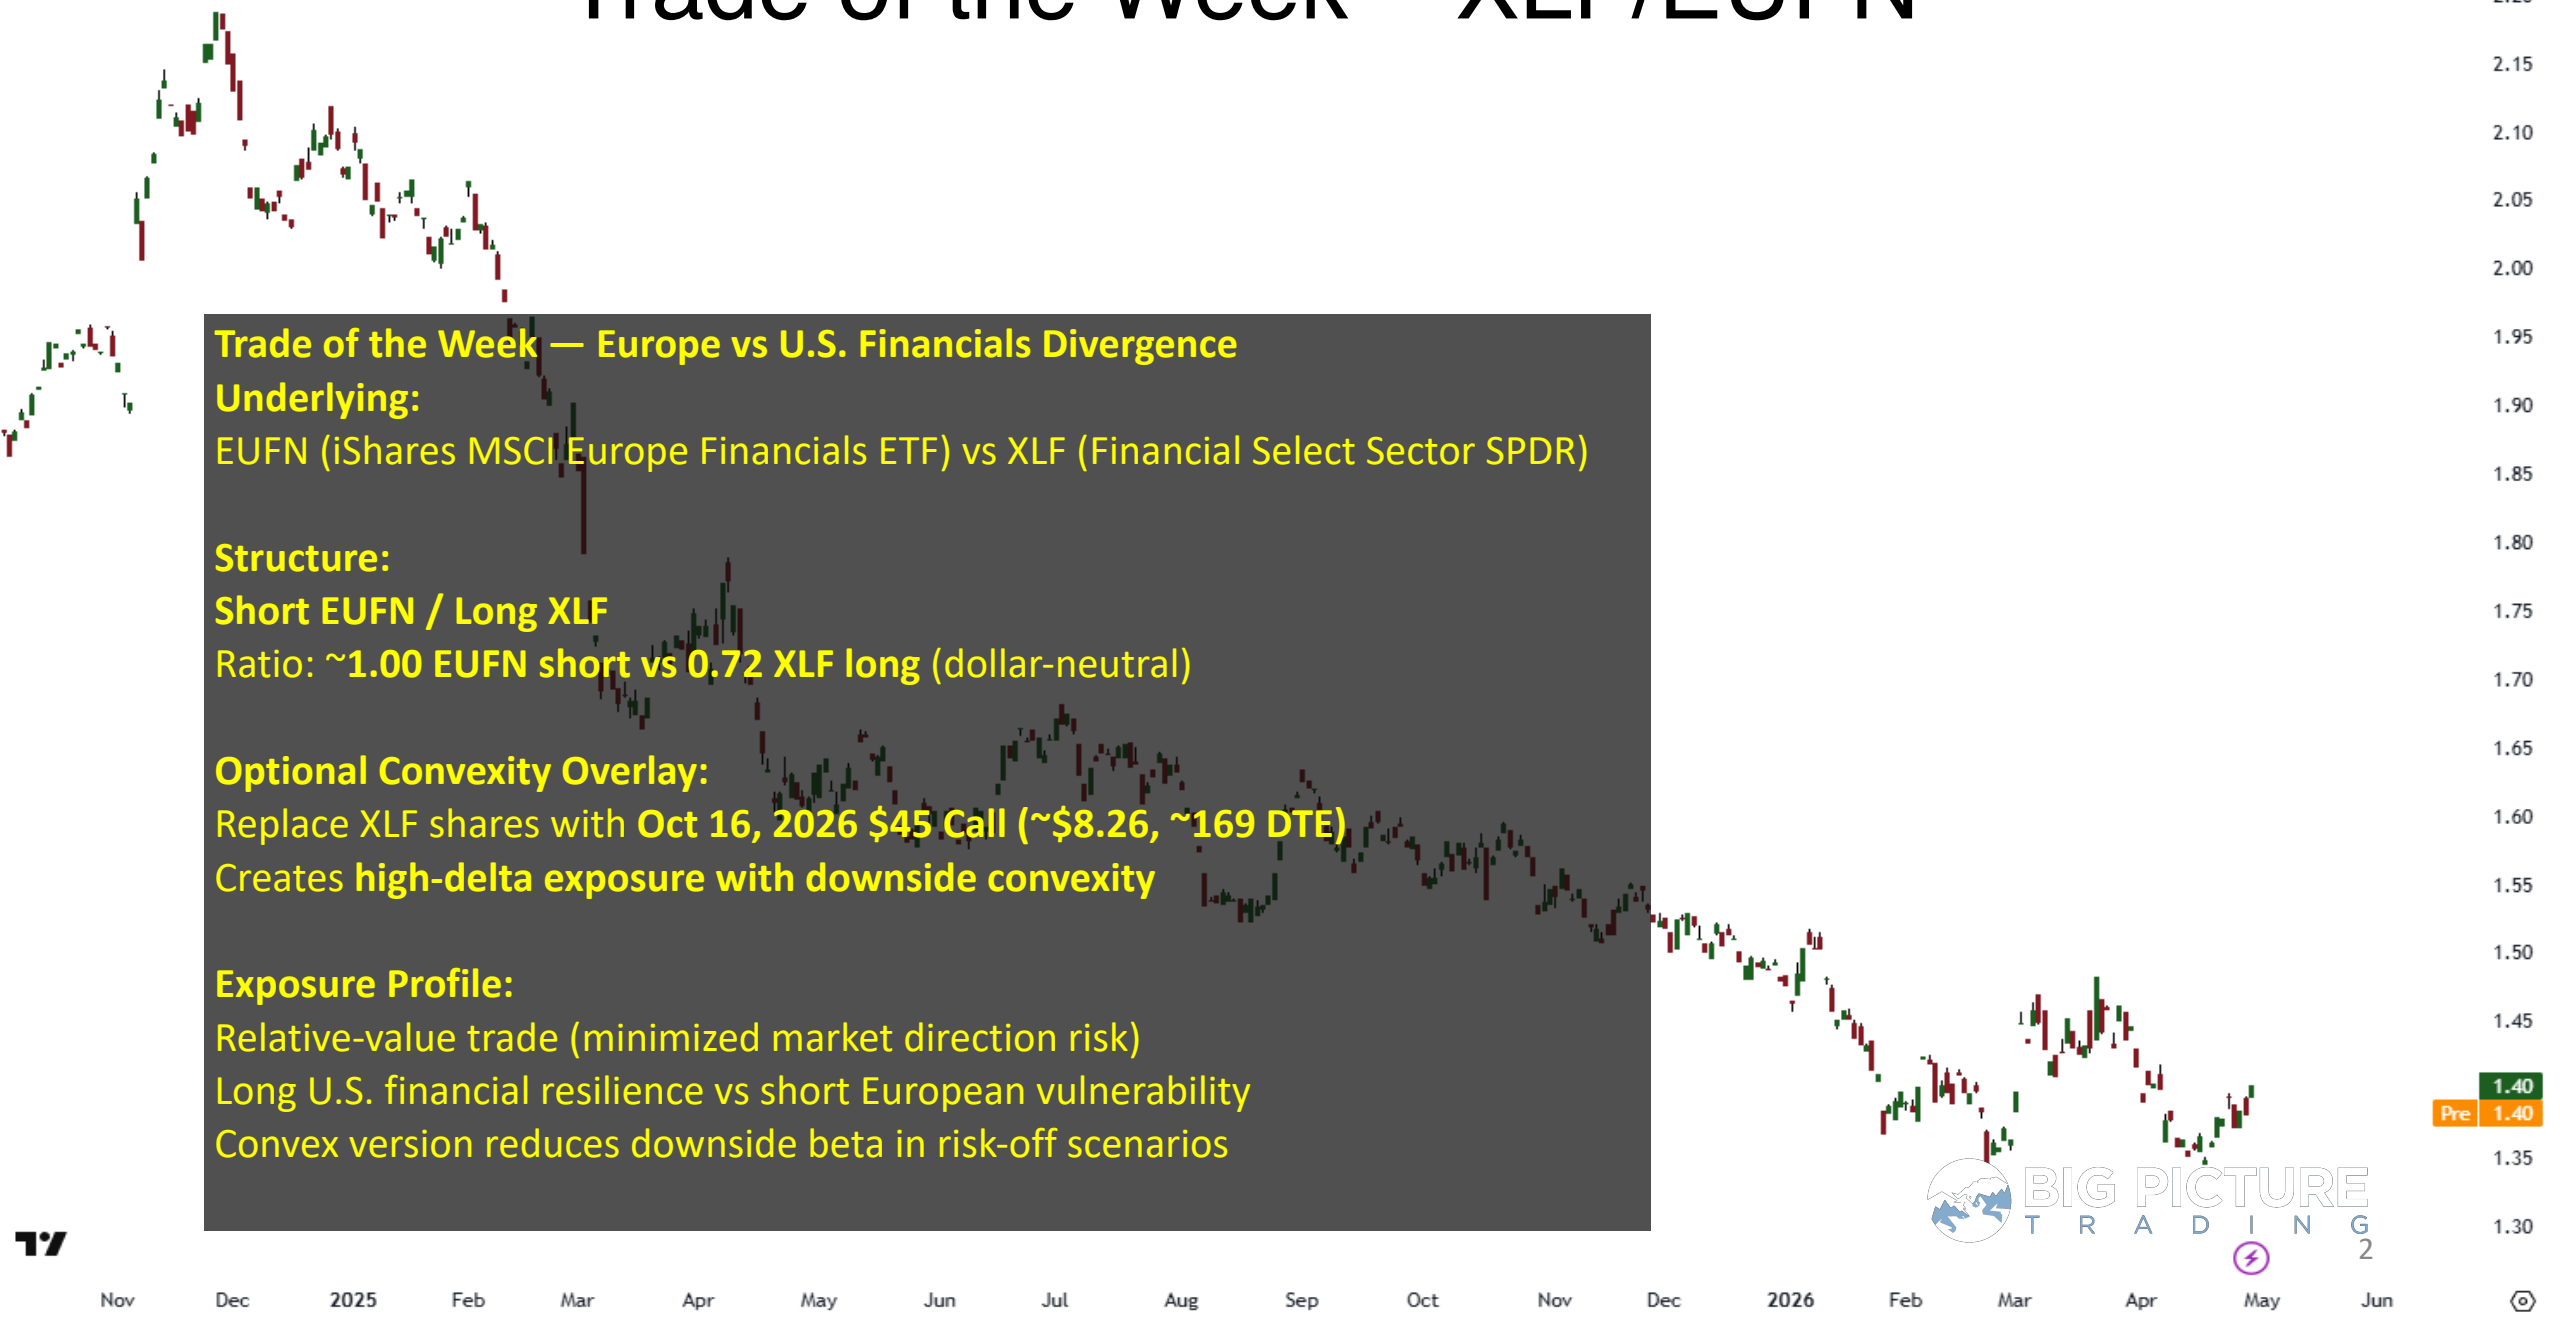 Trade of the Week XLF/EUFN
2.15
2.10
2.05
2.00
1.95
1.90
1.85
1.80
1.75
1.70
1.65
1.60
1.55
1.50
1.45
1.40
Pre 1.40
1.35
1.30
Trade of the Week — Europe vs U.S. Financials Divergence
Underlying:
EUFN (iShares MSCI Europe Financials ETF) vs XLF (Financial Select Sector SPDR)
Structure:
Short EUFN / Long XLF
Ratio: ~1.00 EUFN short vs 0.72 XLF long (dollar-neutral)
Optional Convexity Overlay:
Replace XLF shares with Oct 16, 2026 $45 Call (~$8.26, ~169 DTE)
Creates high-delta exposure with downside convexity
Exposure Profile:
Relative-value trade (minimized market direction risk)
Long U.S. financial resilience vs short European vulnerability
Convex version reduces downside beta in risk-off scenarios
BIG PICTURE
TRADING
2
Nov Dec 2025 Feb Mar Apr May Jun Jul Aug Sep Oct Nov Dec 2026 Feb Mar Apr May Jun